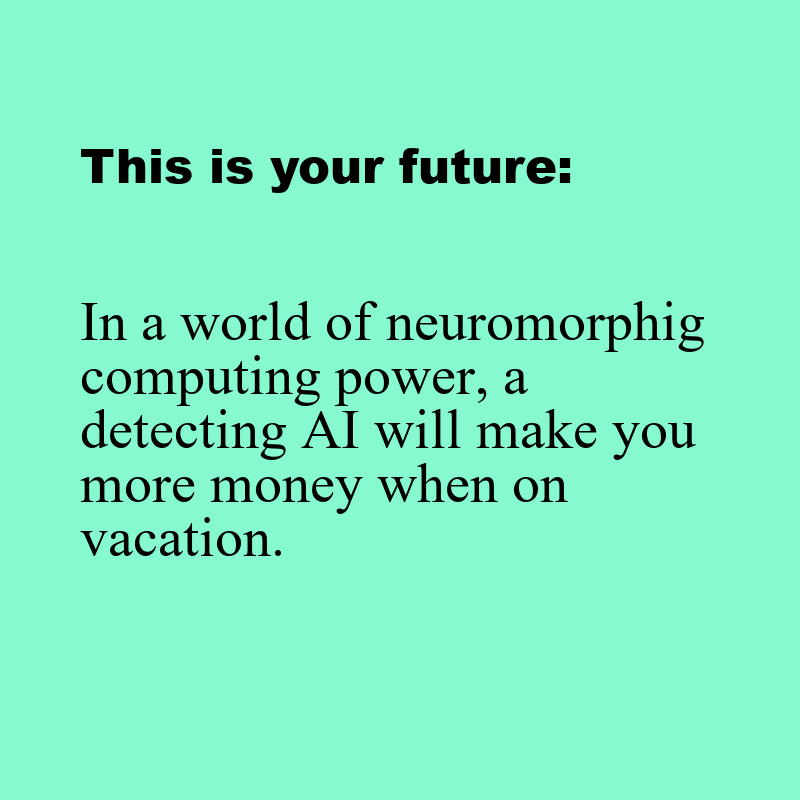 This is your future:
In a world of neuromorphig
computing power, a
detecting AI will make you
more money when on
vacation.